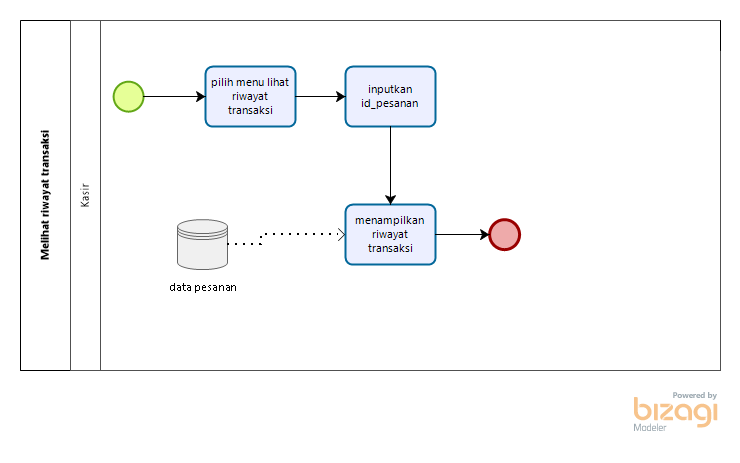 Melihat riwayat transaksi
Kasir
pilih menu lihat
riwayat
transaksi
inputkan
id_pesanan
menampilkan
riwayat
transaksi
data pesanan
Powered by
bizagi
Modeler